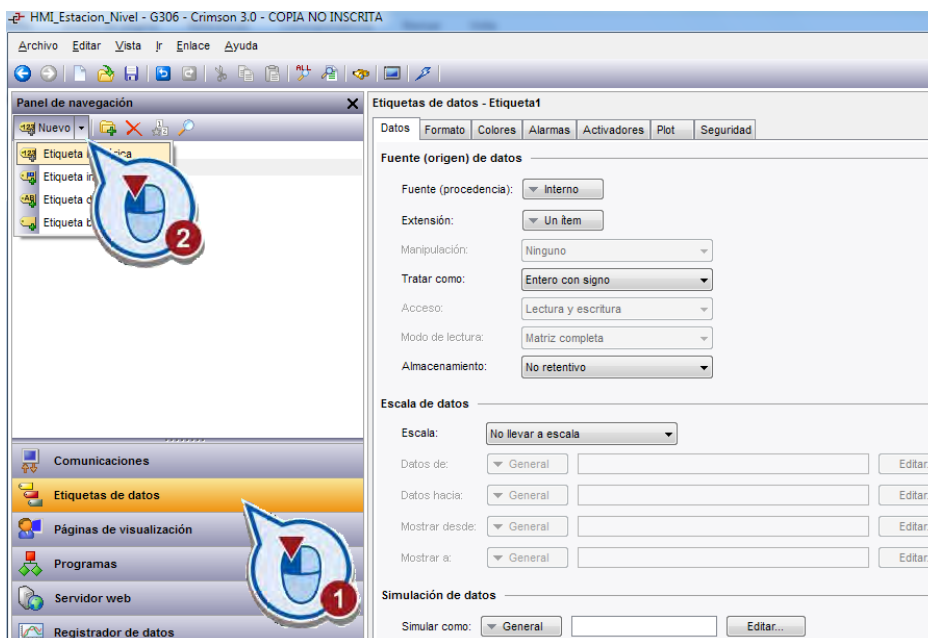 HMI_Estacion_Nivel - G306 - Crimson 3.0 - COPIA NO INSCRITA
Archivo Editar Vista Ir Enlace Ayuda
Panel de navegación
Nuevo
Etiqueta
Etiqueta
Etiqueta
Etiqueta
2
Comunicaciones
Etiquetas de datos
Páginas de visualización
Programas
Servidor web
Registrador de datos
1
Etiquetas de datos - Etiqueta1
Datos Formato Colores Alarmas Activadores Plot Seguridad
Fuente (origen) de datos
Fuente (procedencia): Interno
Extensión: Un ítem
Manipulación: Ninguno
Tratar como: Entero con signo
Acceso: Lectura y escritura
Modo de lectura: Matriz completa
Almacenamiento: No retentivo
Escala de datos
Escala: No llevar a escala
Datos de: General Editar
Datos hacia: General Editar
Mostrar desde: General Editar
Mostrar a: General Editar
Simulación de datos
Simular como: General Editar...